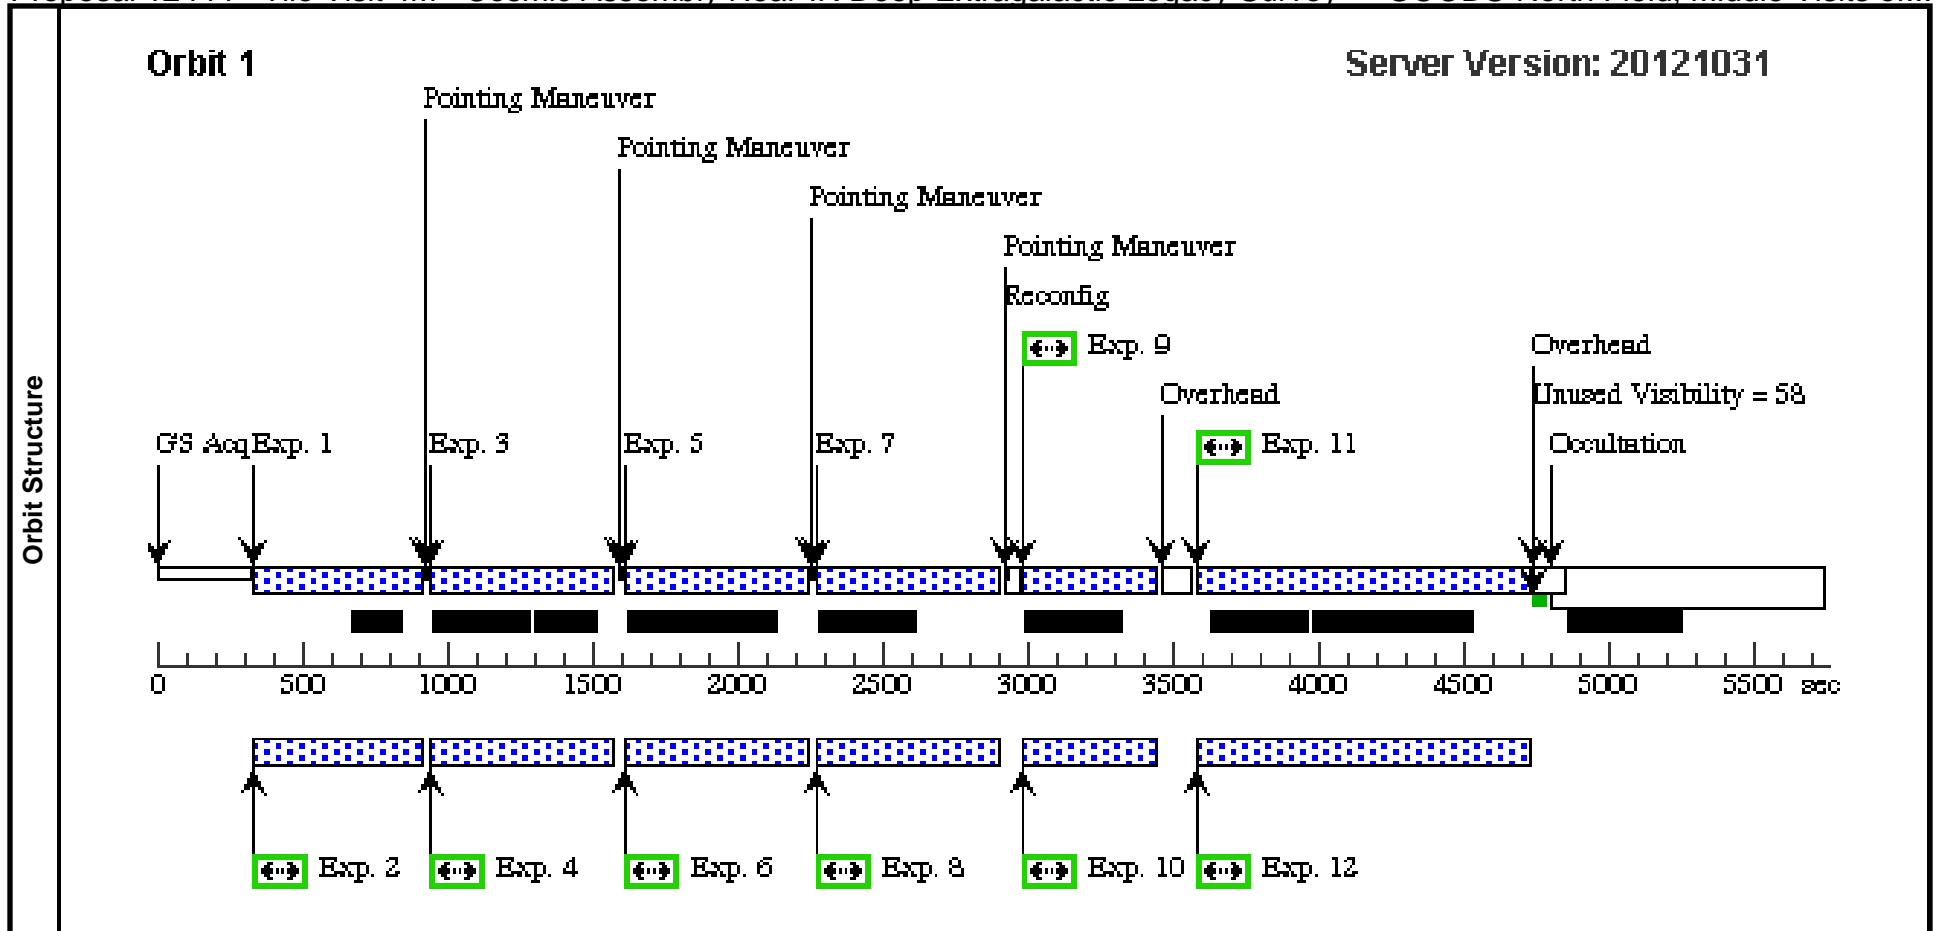 Orbit 1
Server Version: 20121031
Pointing Maneuver
Pointing Maneuver
Pointing Maneuver
Pointing Maneuver
Reconfig
Exp. 9
Overhead
Overhead
Unused Visibility = 58
GS Acq
Exp. 1
Exp. 3
Exp. 5
Exp. 7
Exp. 11
Occultation
Orbit Structure
0 500 1000 1500 2000 2500 3000 3500 4000 4500 5000 5500 sec
Exp. 2
Exp. 4
Exp. 6
Exp. 8
Exp. 10
Exp. 12